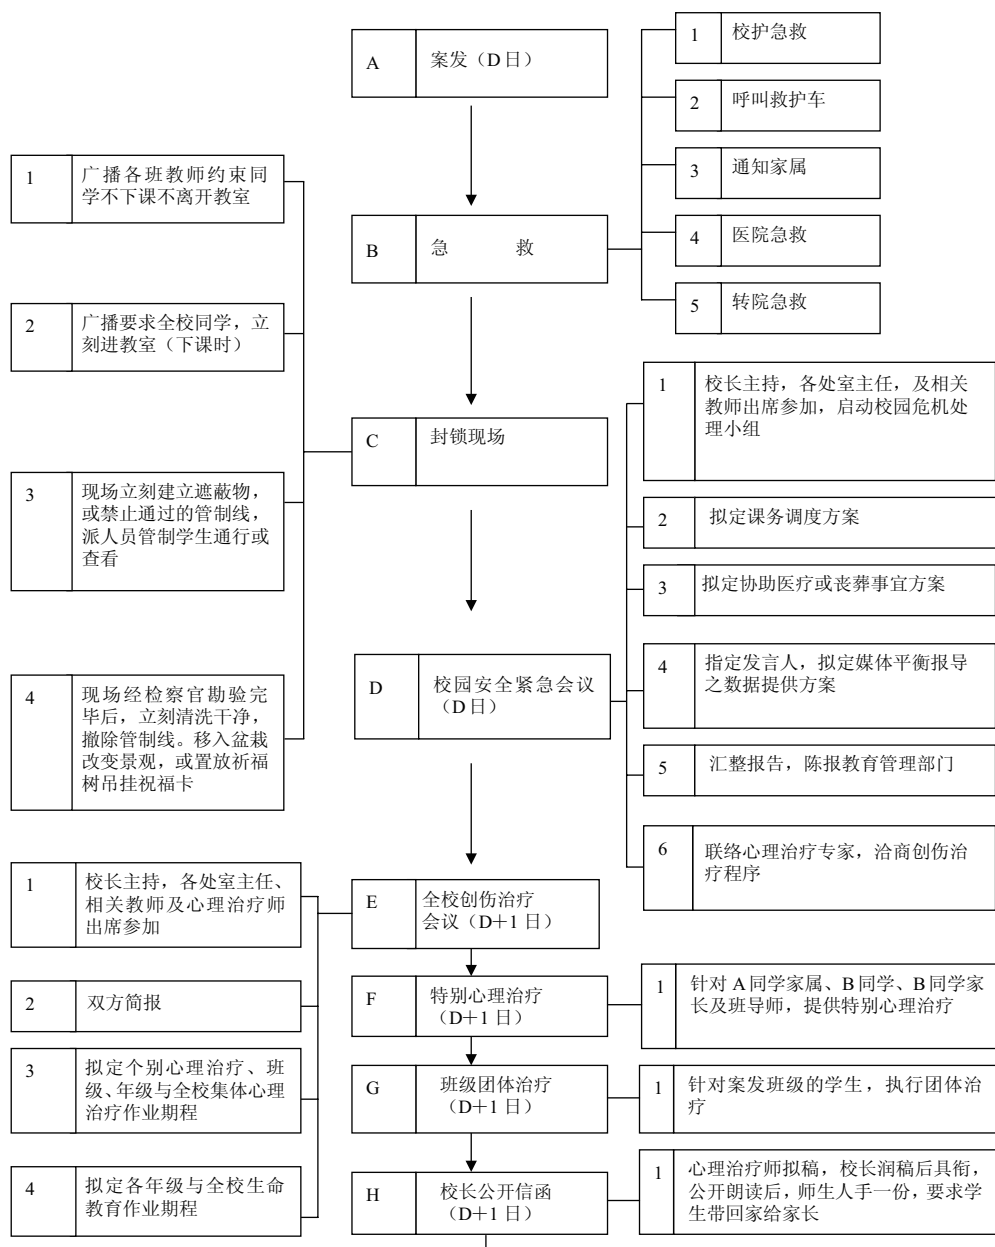 A
案发（D 日）
1
校护急救
2
呼叫救护车
3
通知家属
4
医院急救
5
转院急救
B
急 救
1
广播各班教师约束同
学不下课不离开教室
2
广播要求全校同学，立
刻进教室（下课时）
3
现场立刻建立遮蔽物，
或禁止通过的管制线，
派人员管制学生通行或
查看
4
现场经检察官勘验完
毕后，立刻清洗干净，
撤除管制线。移入盆栽
改变景观，或置放祈福
树吊挂祝福卡
C
封锁现场
D
校园安全紧急会议
（D日）
1
校长主持，各处室主任，及相关
教师出席参加，启动校园危机处
理小组
2
拟定课务调度方案
3
拟定协助医疗或丧葬事宜方案
4
指定发言人，拟定媒体平衡报导
之数据提供方案
5
汇整报告，陈报教育管理部门
6
联络心理治疗专家，洽商创伤治
疗程序
1
校长主持，各处室主任、
相关教师及心理治疗师
出席参加
2
双方简报
3
拟定个别心理治疗、班
级、年级与全校集体心理
治疗作业期程
4
拟定各年级与全校生命
教育作业期程
E
全校创伤治疗
会议（D＋1 日）
F
特别心理治疗
（D＋1 日）
1
针对 A 同学家属、B 同学、B 同学家
长及班导师，提供特别心理治疗
G
班级团体治疗
（D＋1 日）
1
针对案发班级的学生，执行团体治
疗
H
校长公开信函
（D＋1 日）
1
心理治疗师拟稿，校长润稿后具衔，
公开朗读后，师生人手一份，要求学
生带回家给家长